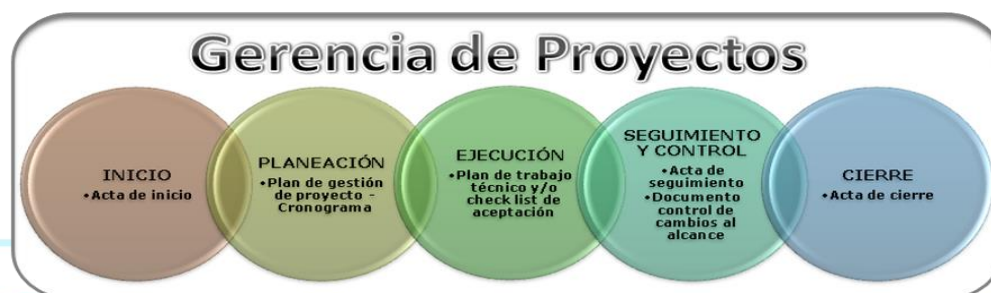 Gerencia de Proyectos
INICIO
•Acta de inicio
PLANEACIÓN
•Plan de gestión
de proyecto -
Cronograma
EJECUCIÓN
•Plan de trabajo
técnico y/o
check list de
aceptación
SEGUIMIENTO
Y CONTROL
•Acta de
seguimiento
•Documento
control de
cambios al
alcance
CIERRE
•Acta de cierre